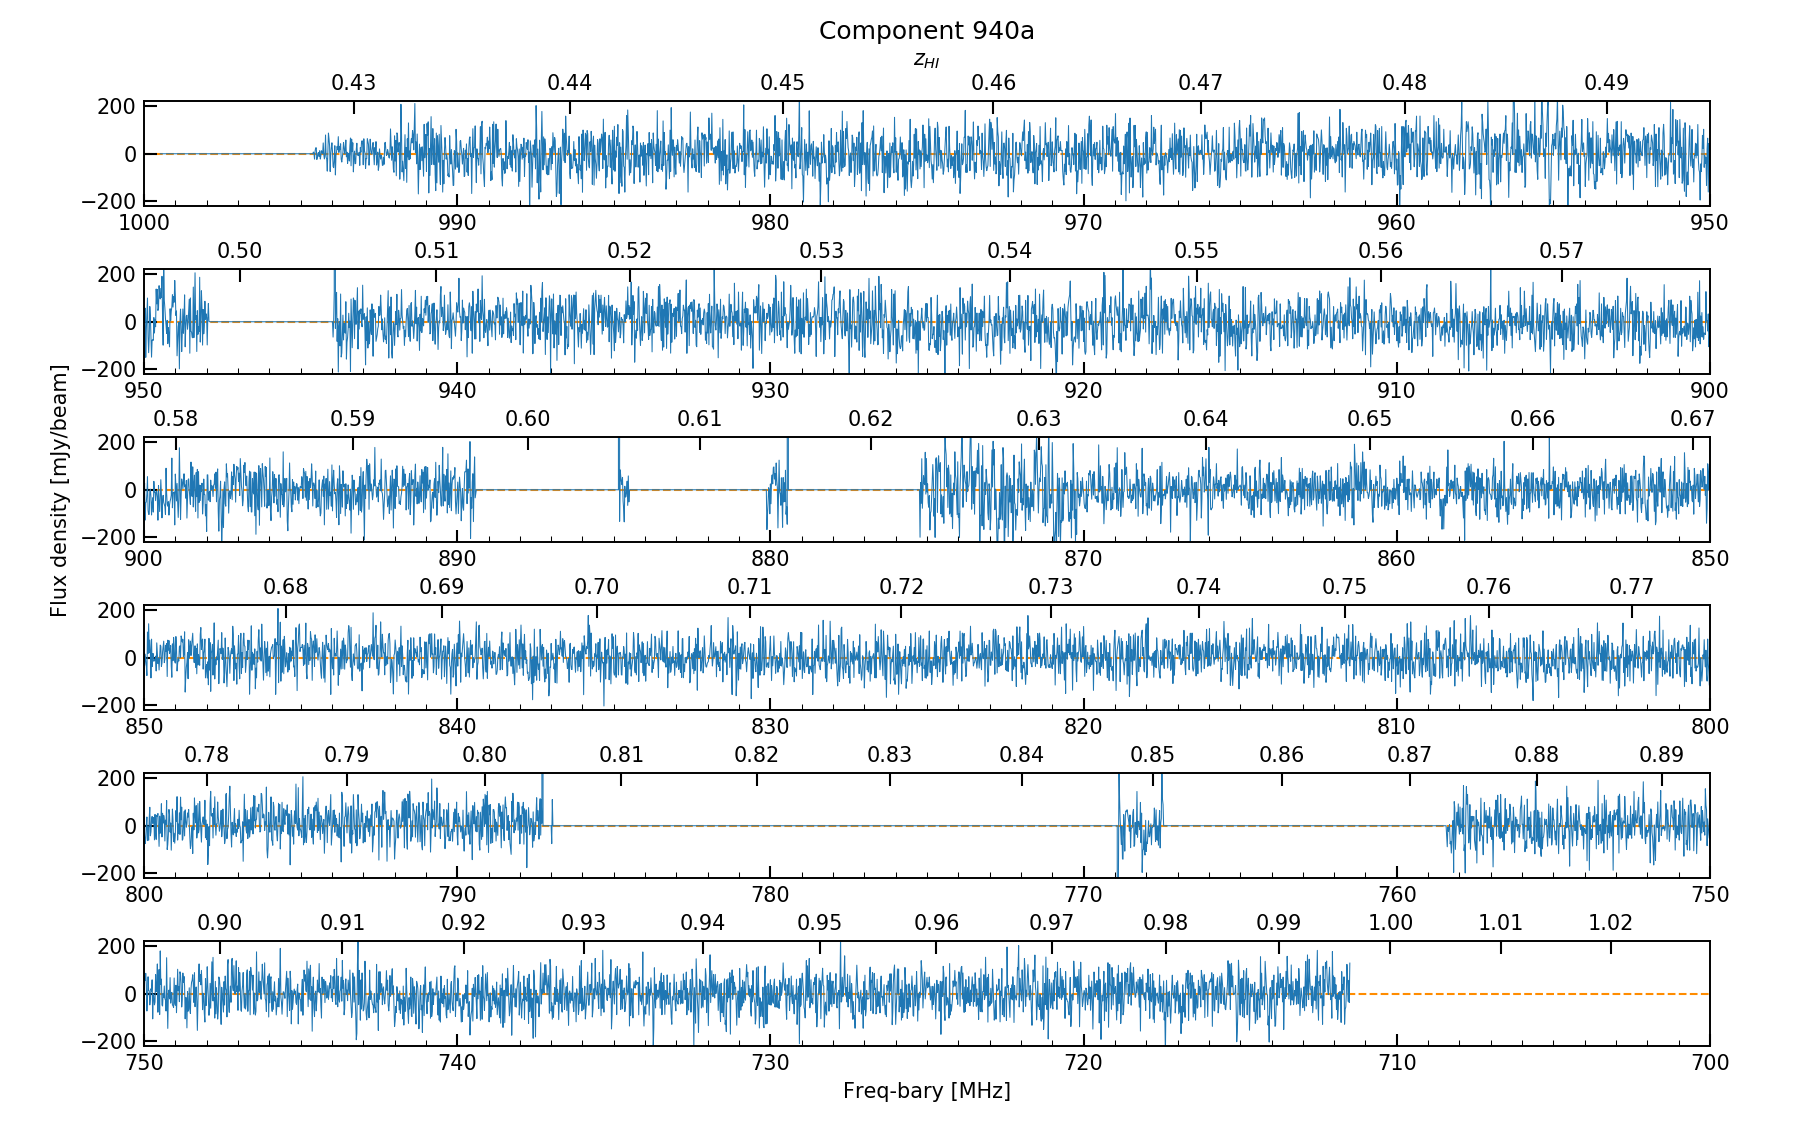 Component 940a
z_HI
0.43 0.44 0.45 0.46 0.47 0.48 0.49
200
0
−200
1000 990 980 970 960 950
0.50 0.51 0.52 0.53 0.54 0.55 0.56 0.57
200
0
−200
950 940 930 920 910 900
0.58 0.59 0.60 0.61 0.62 0.63 0.64 0.65 0.66 0.67
200
0
−200
900 890 880 870 860 850
Flux density [mJy/beam]
0.68 0.69 0.70 0.71 0.72 0.73 0.74 0.75 0.76 0.77
200
0
−200
850 840 830 820 810 800
0.78 0.79 0.80 0.81 0.82 0.83 0.84 0.85 0.86 0.87 0.88 0.89
200
0
−200
800 790 780 770 760 750
0.90 0.91 0.92 0.93 0.94 0.95 0.96 0.97 0.98 0.99 1.00 1.01 1.02
200
0
−200
750 740 730 720 710 700
Freq-bary [MHz]